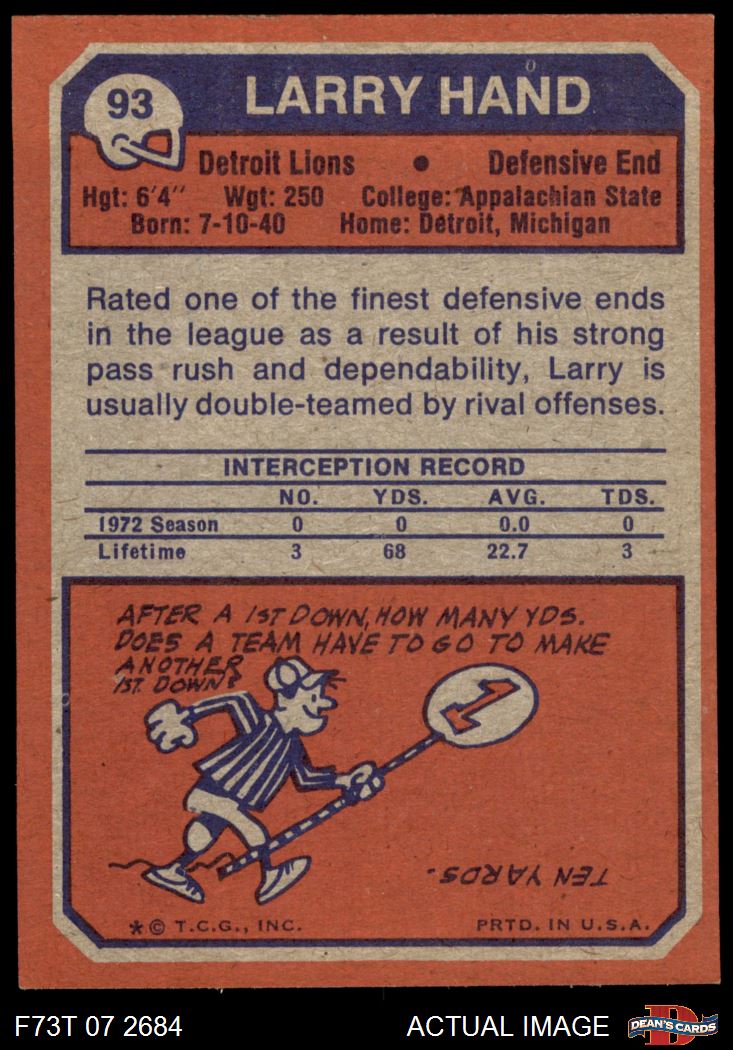 93
LARRY HAND
Detroit Lions • Defensive End
Hgt: 6'4" Wgt: 250 College: Appalachian State
Born: 7-10-40 Home: Detroit, Michigan
Rated one of the finest defensive ends
in the league as a result of his strong
pass rush and dependability, Larry is
usually double-teamed by rival offenses.
INTERCEPTION RECORD
NO. YDS. AVG. TDS.
1972 Season 0 0 0.0 0
Lifetime 3 68 22.7 3
AFTER A 1ST DOWN, HOW MANY YDS.
DOES A TEAM HAVE TO GO TO MAKE
ANOTHER
1ST. DOWN?
1
TEN YARDS.
*© T.C.G., INC. PRTD. IN U.S.A.
F73T 07 2684 ACTUAL IMAGE D DEAN'S CARDS